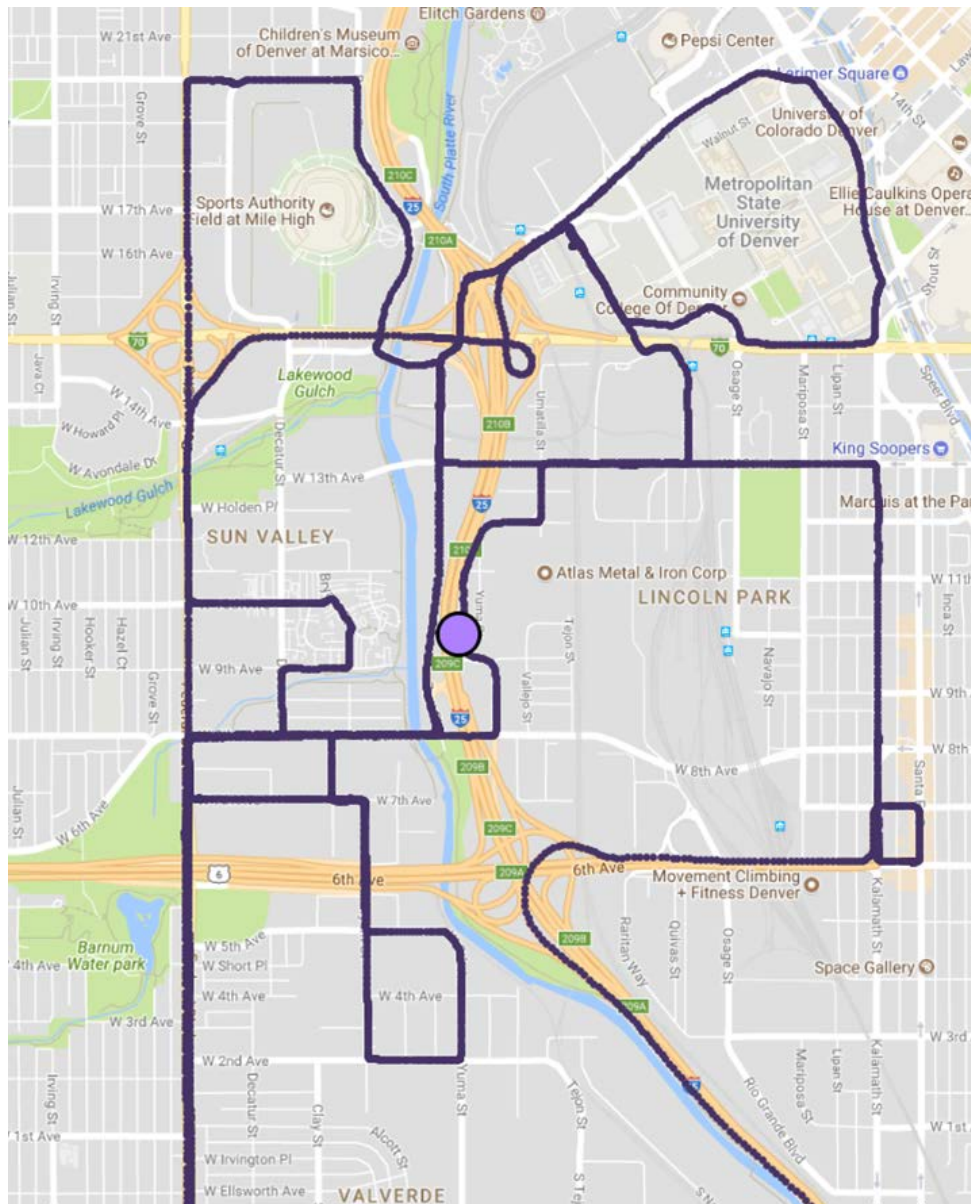 Elitch Gardens
W 21st Ave
Children's Museum
of Denver at Marsico...
Pepsi Center
Larimer Square
Grove St
South Platte River
14th St
Walnut St
University of
Colorado Denver
210C
25
Metropolitan
State
University
of Denver
Ellie Caulkins Opera
House at Denver...
Sports Authority
Field at Mile High
W 17th Ave
210A
W 16th Ave
Stout St
Julian St
Irving St
Community
College Of Denver
70
70
Java Ct
Lakewood
Gulch
Osage St
Mariposa St
Lipan St
Speer Blvd
W 14th Ave
W Howard Pl
Umatilla St
210B
Decatur St
King Soopers
W Avondale Dr
W 13th Ave
Lakewood Gulch
W Holden Pl
25
Marquis at the Pa
W 12th Ave
SUN VALLEY
Atlas Metal & Iron Corp
W 11th
W 10th Ave
LINCOLN PARK
Yuma
Inca St
Julian St
Irving St
Hooker St
Hazel Ct
Tejon St
W 9th Ave
209C
Vallejo St
Navajo St
W 9th
Grove St
25
W 8th Ave
W 8th
209B
Santa F
Julian St
W 6th Ave
W 7th Ave
209C
6
6th Ave
209A
6th Ave
Movement Climbing
+ Fitness Denver
Kalamath St
Barnum
Water park
W 5th Ave
209B
Raritan Way
Quivas St
Osage St
4th Ave
W Short Pl
Space Gallery
W 4th Ave
W 4th Ave
209A
W 3rd Ave
W 3rd
W 2nd Ave
Irving St
Decatur St
Clay St
Yuma St
Tejon St
Rio Grande Blvd
Mariposa St
Lipan St
Kalamath St
1st Ave
Alcott St
W 1st
W Irvington Pl
W Ellsworth Ave
VALVERDE
S Tej